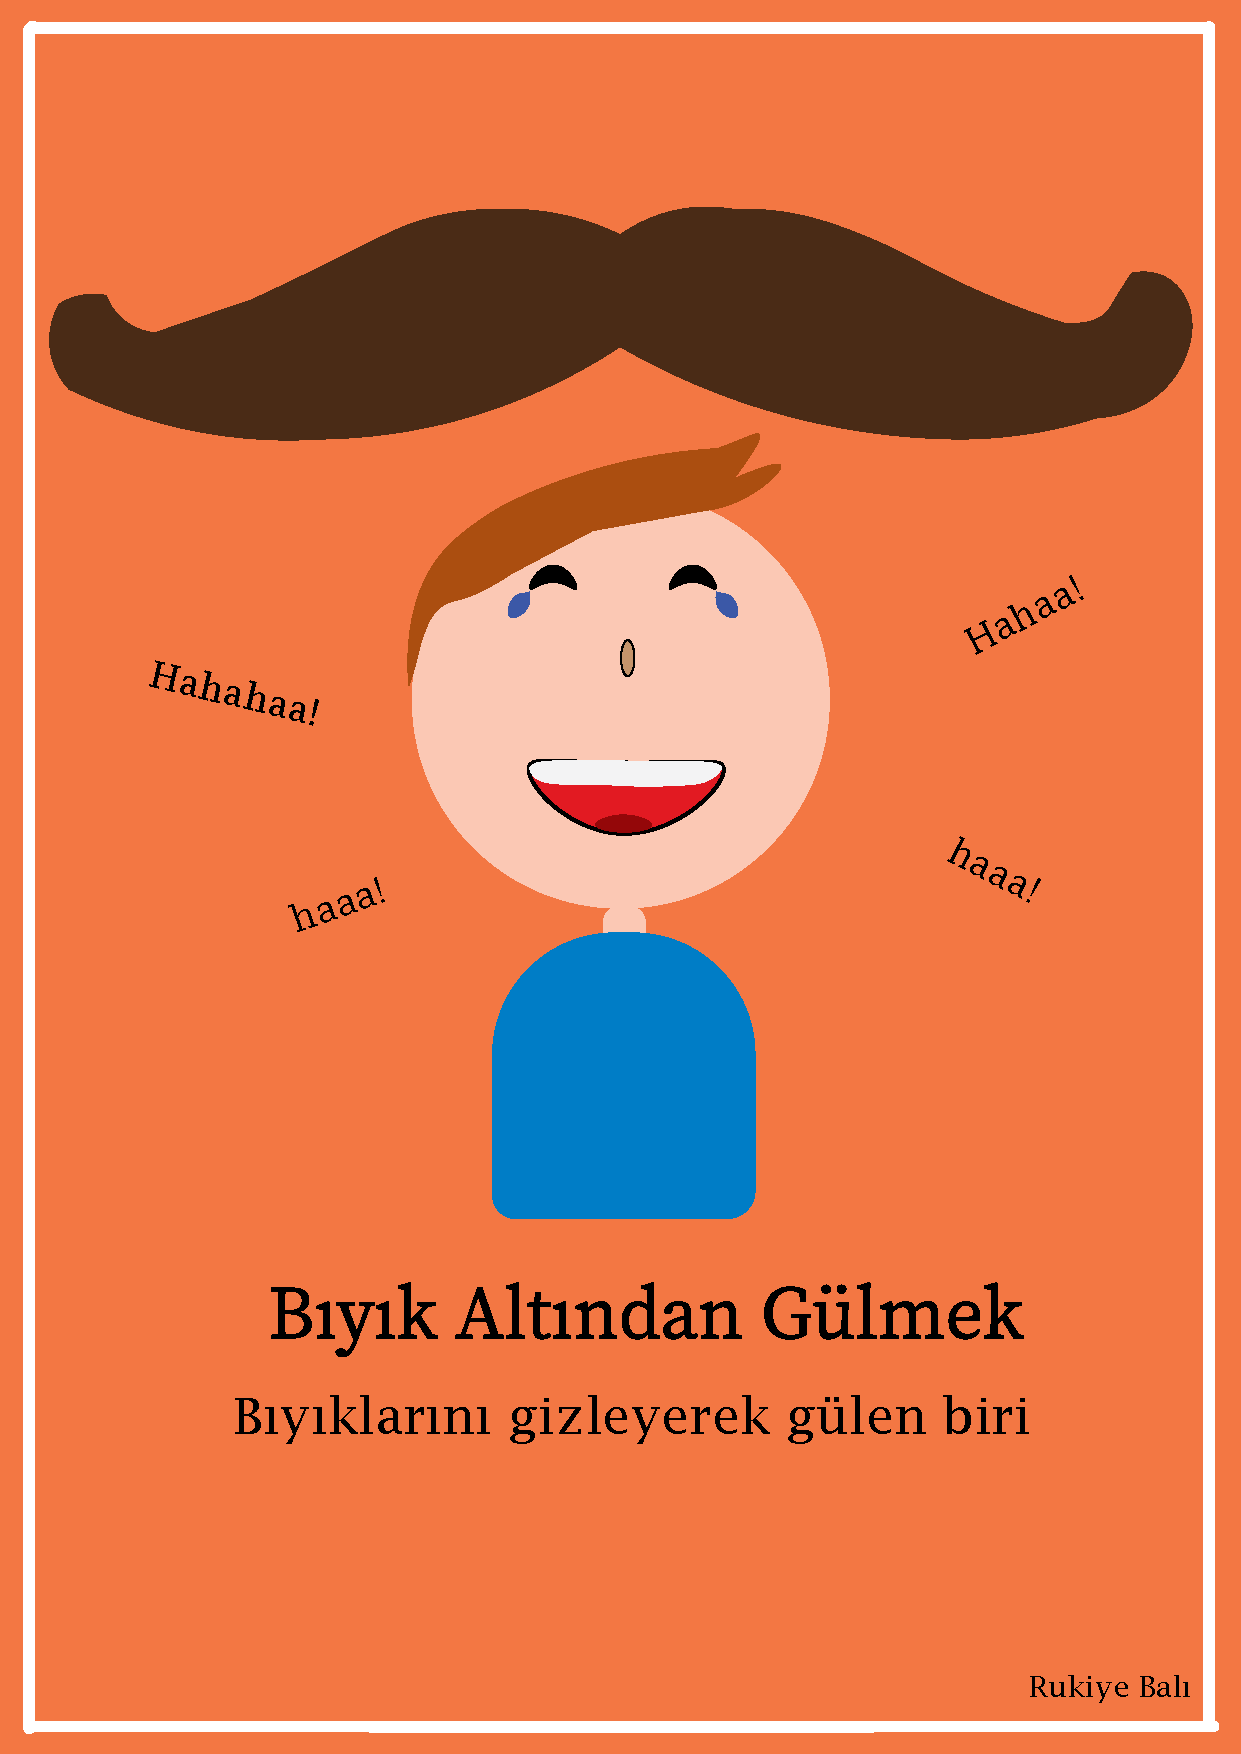 Hahaa!
Hahahaa!
haaa!
haaa!
Bıyık Altından Gülmek
Bıyıklarını gizleyerek gülen biri
Rukiye Balı